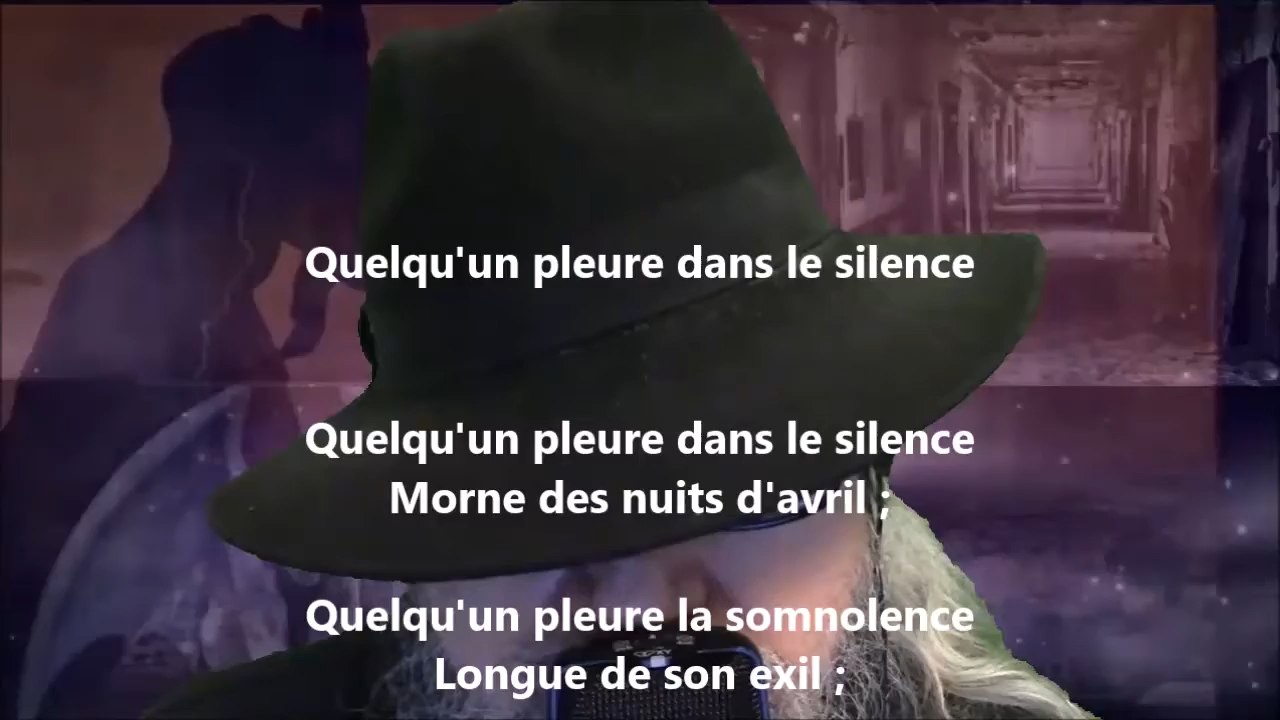 Quelqu'un pleure dans le silence
Quelqu'un pleure dans le silence
Morne des nuits d'avril ;
Quelqu'un pleure la somnolence
Longue de son exil ;